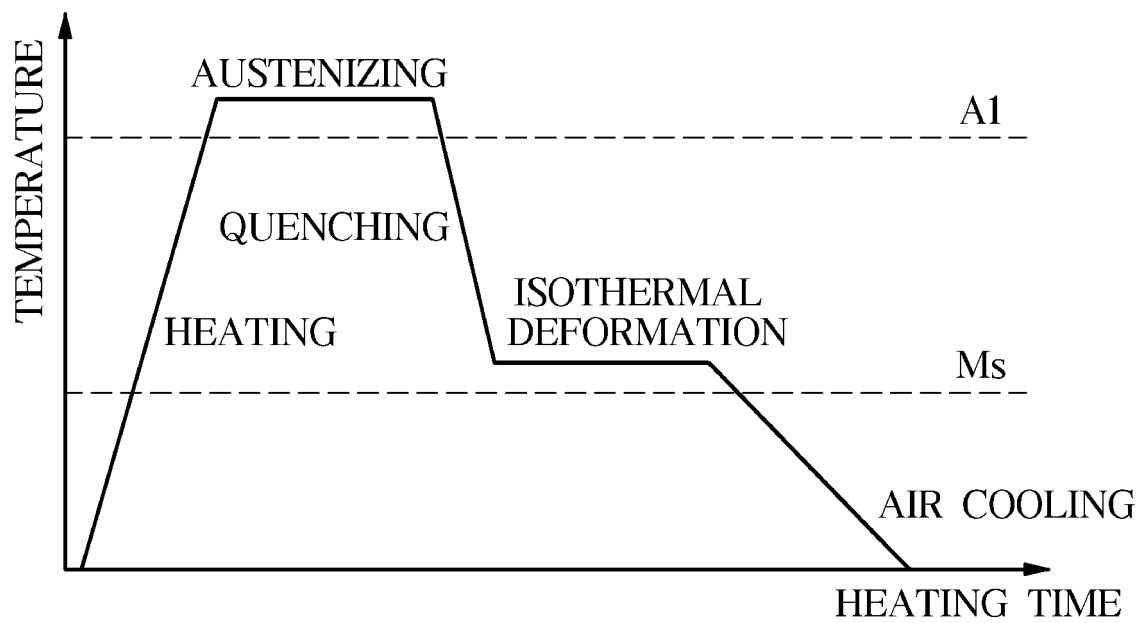 TEMPERATURE
AUSTENIZING
A1
QUENCHING
ISOTHERMAL
DEFORMATION
HEATING
Ms
AIR COOLING
HEATING TIME